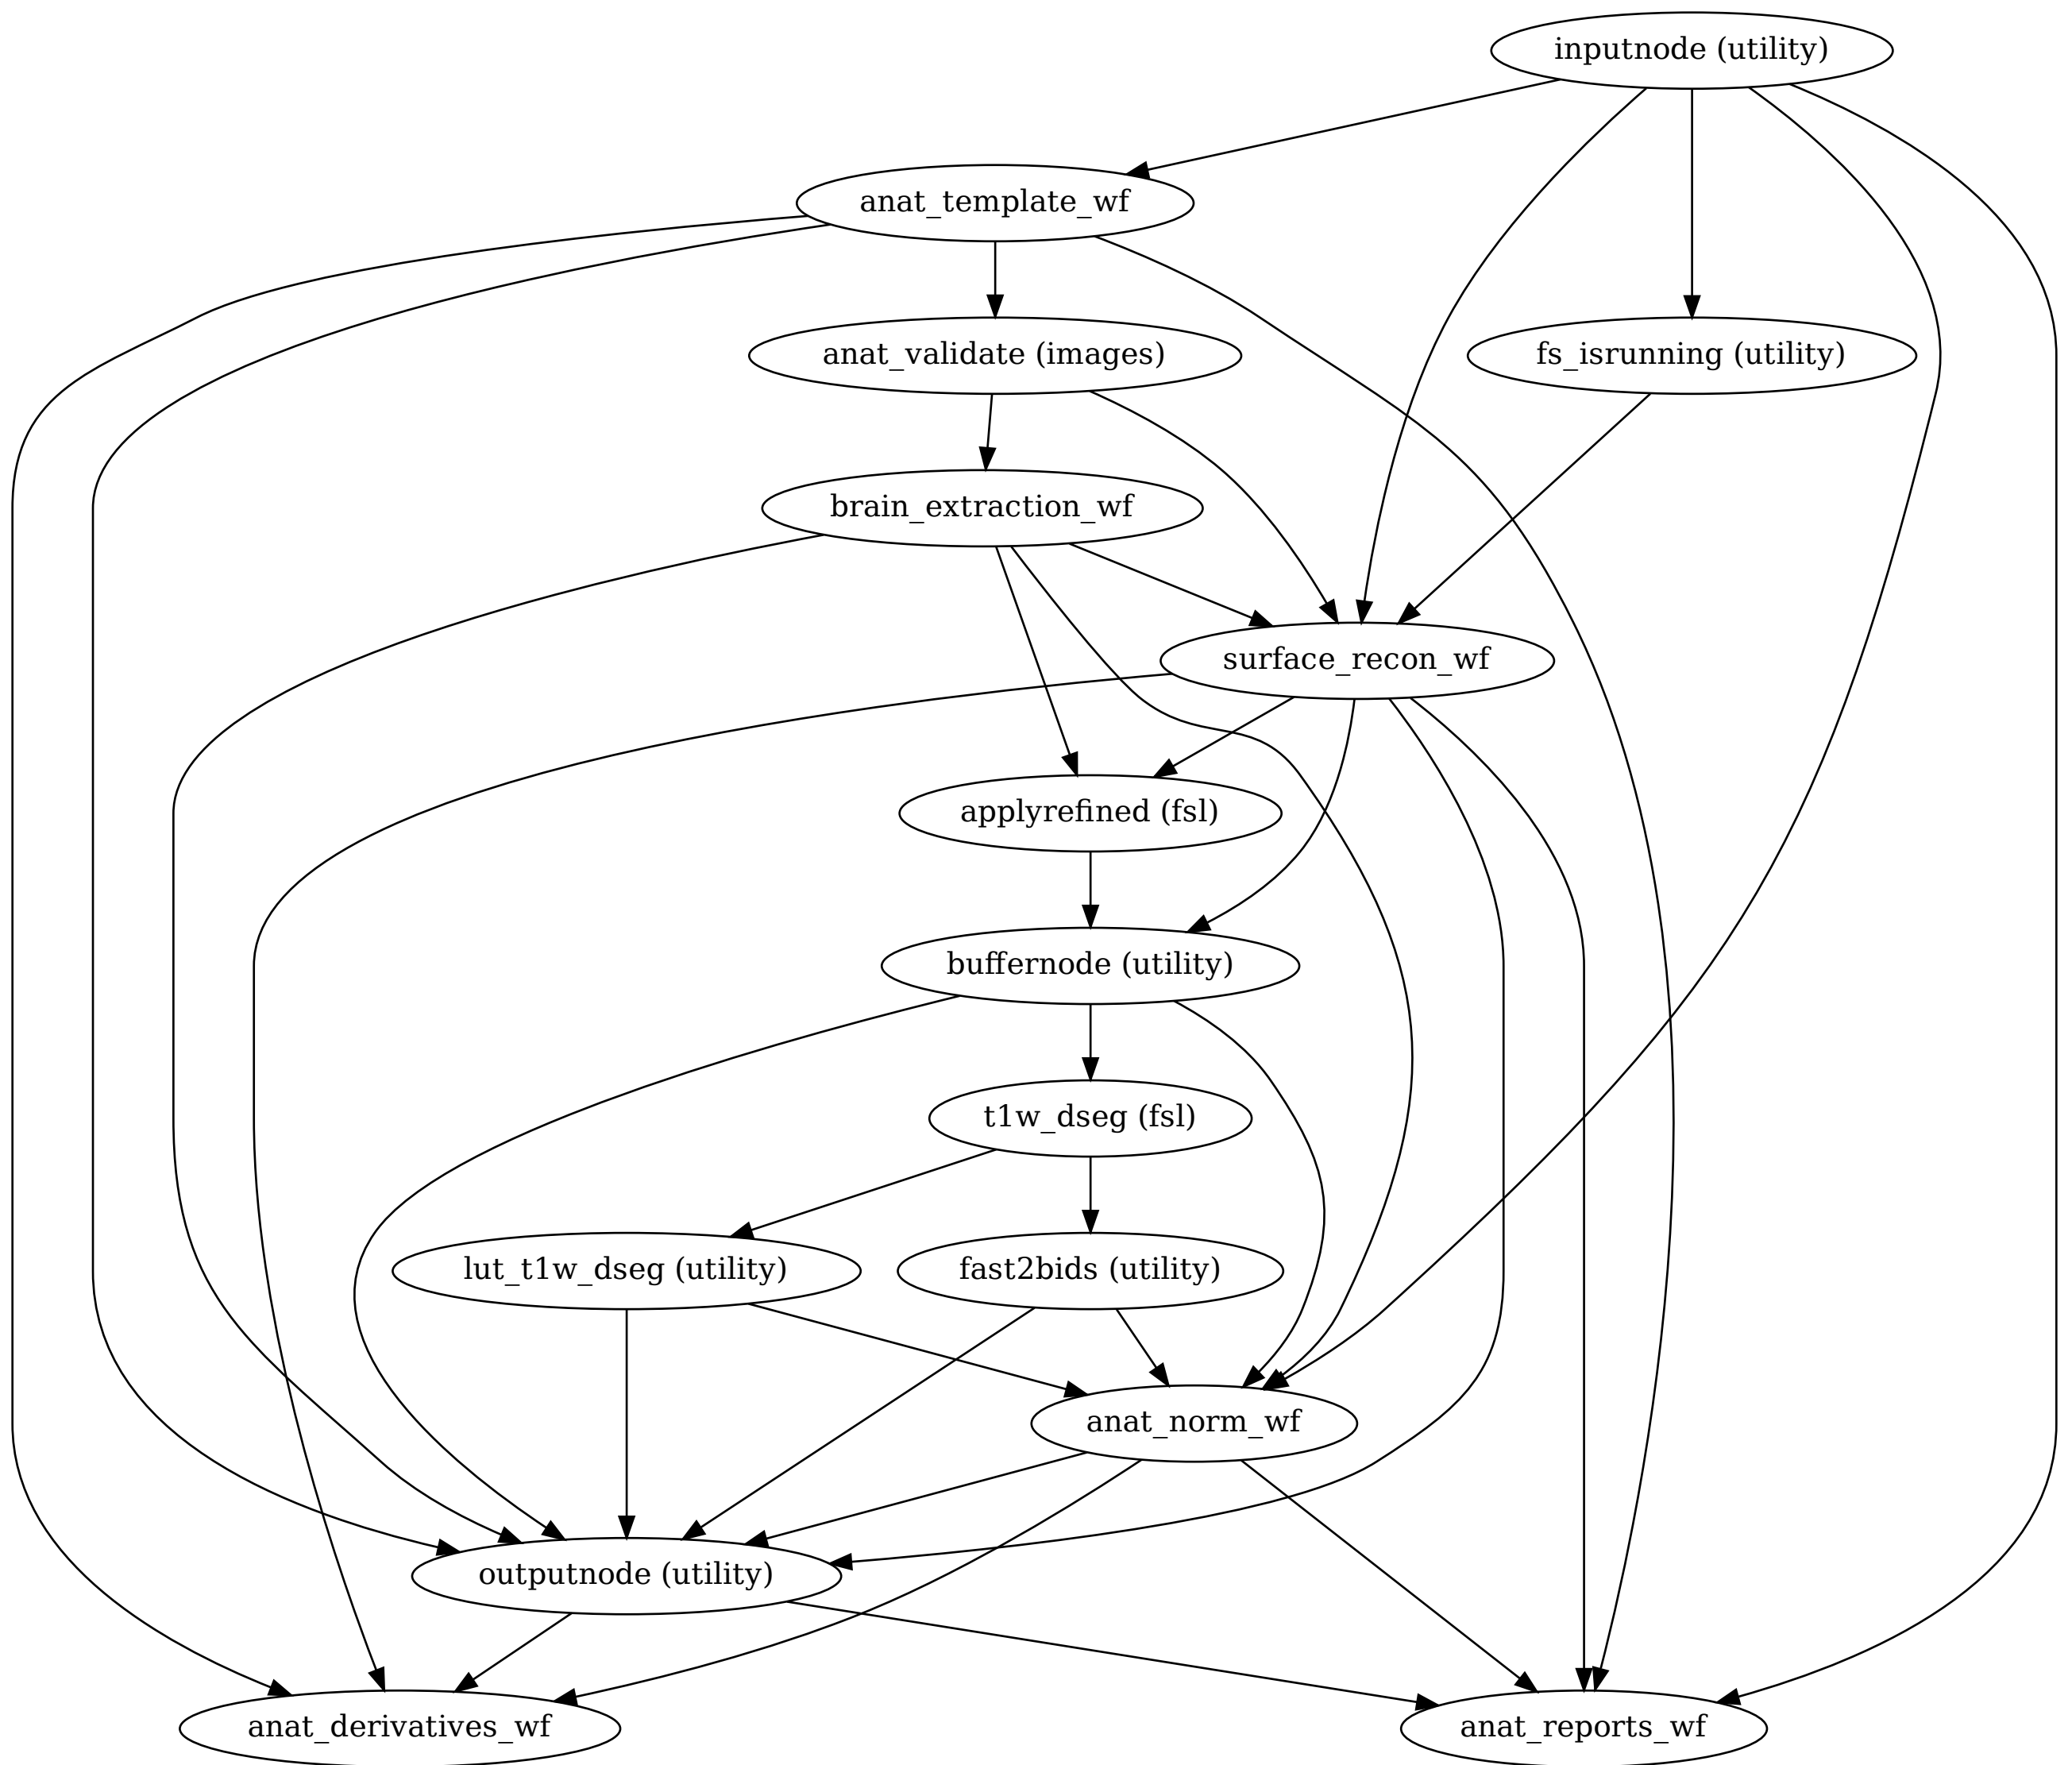 inputnode (utility)
anat_template_wf
anat_validate (images)
fs_isrunning (utility)
brain_extraction_wf
surface_recon_wf
applyrefined (fsl)
buffernode (utility)
t1w_dseg (fsl)
lut_t1w_dseg (utility)
fast2bids (utility)
anat_norm_wf
outputnode (utility)
anat_derivatives_wf
anat_reports_wf